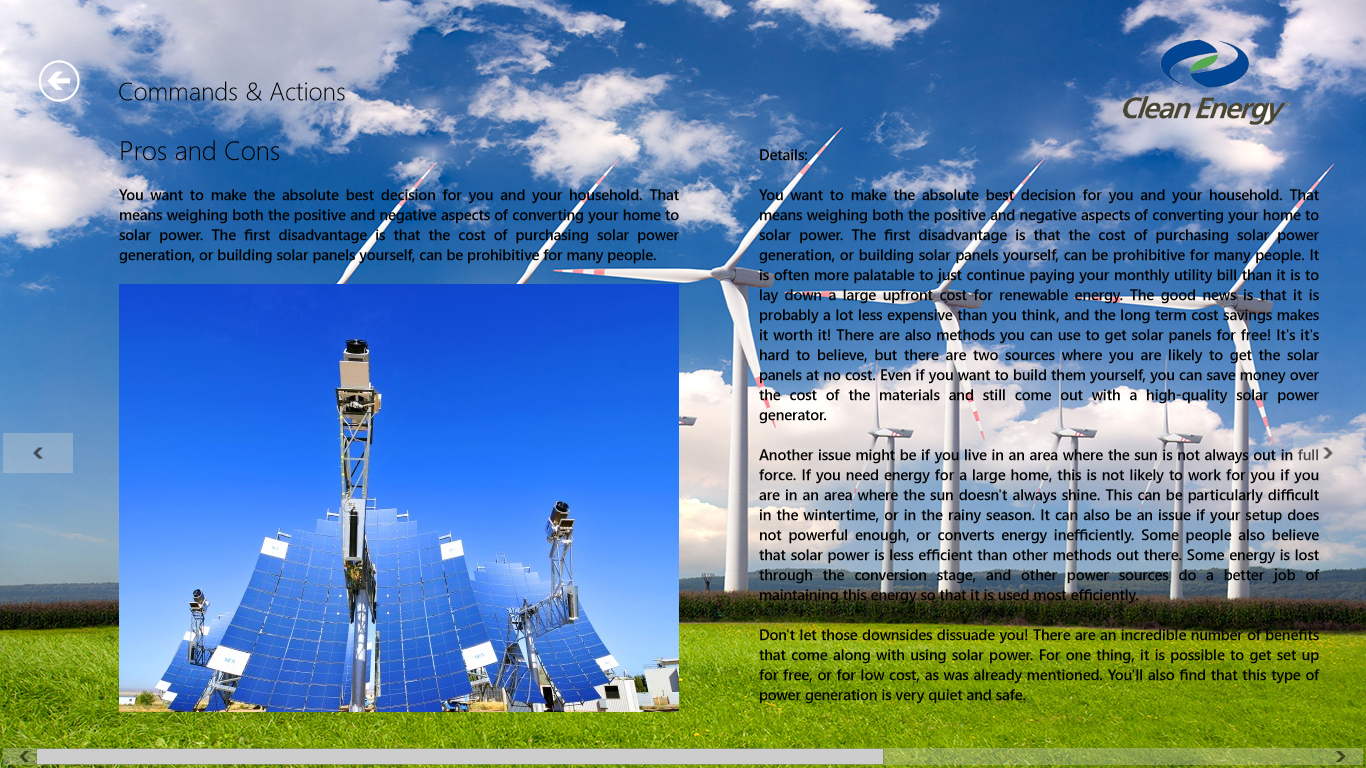 Commands & Actions
Clean Energy
Pros and Cons
You want to make the absolute best decision for you and your household. That
means weighing both the positive and negative aspects of converting your home to
solar power. The first disadvantage is that the cost of purchasing solar power
generation, or building solar panels yourself, can be prohibitive for many people.
Details:
You want to make the absolute best decision for you and your household. That
means weighing both the positive and negative aspects of converting your home to
solar power. The first disadvantage is that the cost of purchasing solar power
generation, or building solar panels yourself, can be prohibitive for many people. It
is often more palatable to just continue paying your monthly utility bill than it is to
lay down a large upfront cost for renewable energy. The good news is that it is
probably a lot less expensive than you think, and the long term cost savings makes
it worth it! There are also methods you can use to get solar panels for free! It's it's
hard to believe, but there are two sources where you are likely to get the solar
panels at no cost. Even if you want to build them yourself, you can save money over
the cost of the materials and still come out with a high-quality solar power
generator.
Another issue might be if you live in an area where the sun is not always out in full
force. If you need energy for a large home, this is not likely to work for you if you
are in an area where the sun doesn't always shine. This can be particularly difficult
in the wintertime, or in the rainy season. It can also be an issue if your setup does
not powerful enough, or converts energy inefficiently. Some people also believe
that solar power is less efficient than other methods out there. Some energy is lost
through the conversion stage, and other power sources do a better job of
maintaining this energy so that it is used most efficiently.
Don't let those downsides dissuade you! There are an incredible number of benefits
that come along with using solar power. For one thing, it is possible to get set up
for free, or for low cost, as was already mentioned. You'll also find that this type of
power generation is very quiet and safe.